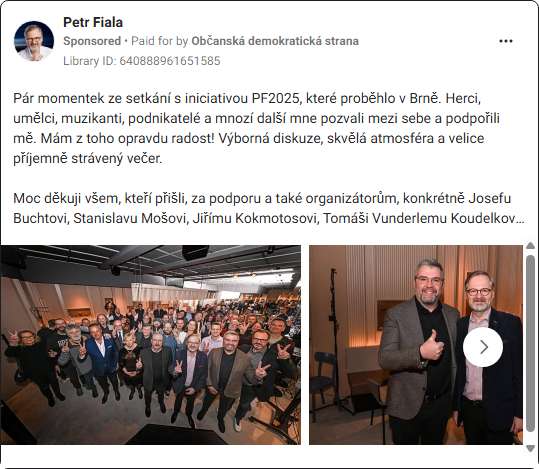 Petr Fiala
Sponsored • Paid for by Občanská demokratická strana
Library ID: 640888961651585
Pár momentek ze setkání s iniciativou PF2025, které proběhlo v Brně. Herci,
umělci, muzikanti, podnikatelé a mnozí další mne pozvali mezi sebe a podpořili
mě. Mám z toho opravdu radost! Výborná diskuze, skvělá atmosféra a velice
příjemně strávený večer.
Moc děkuji všem, kteří přišli, za podporu a také organizátorům, konkrétně Josefu
Buchtovi, Stanislavu Mošovi, Jiřímu Kokmotosovi, Tomáši Vunderlemu Koudelkov…